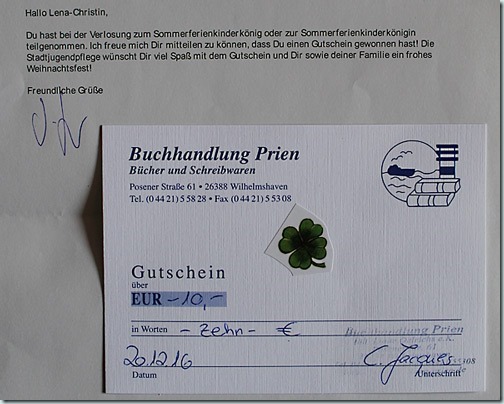 Hallo Lena-Christin,
Du hast bei der Verlosung zum Sommerferienkinderkönig oder zur Sommerferienkinderkönigin
teilgenommen. Ich freue mich Dir mitteilen zu können, dass Du einen Gutschein gewonnen hast! Die
Stadtjugendpflege wünscht Dir viel Spaß mit dem Gutschein und Dir sowie deiner Familie ein frohes
Weihnachtsfest!
Freundliche Grüße
Buchhandlung Prien
Bücher und Schreibwaren
Posener Straße 61 • 26388 Wilhelmshaven
Tel. (0 44 21) 5 58 28 • Fax (0 44 21) 5 53 08
Gutschein
über
EUR -10,-
in Worten - Zehn - €
Buchhandlung Prien
20.12.16 C. Jacques
Datum Unterschrift